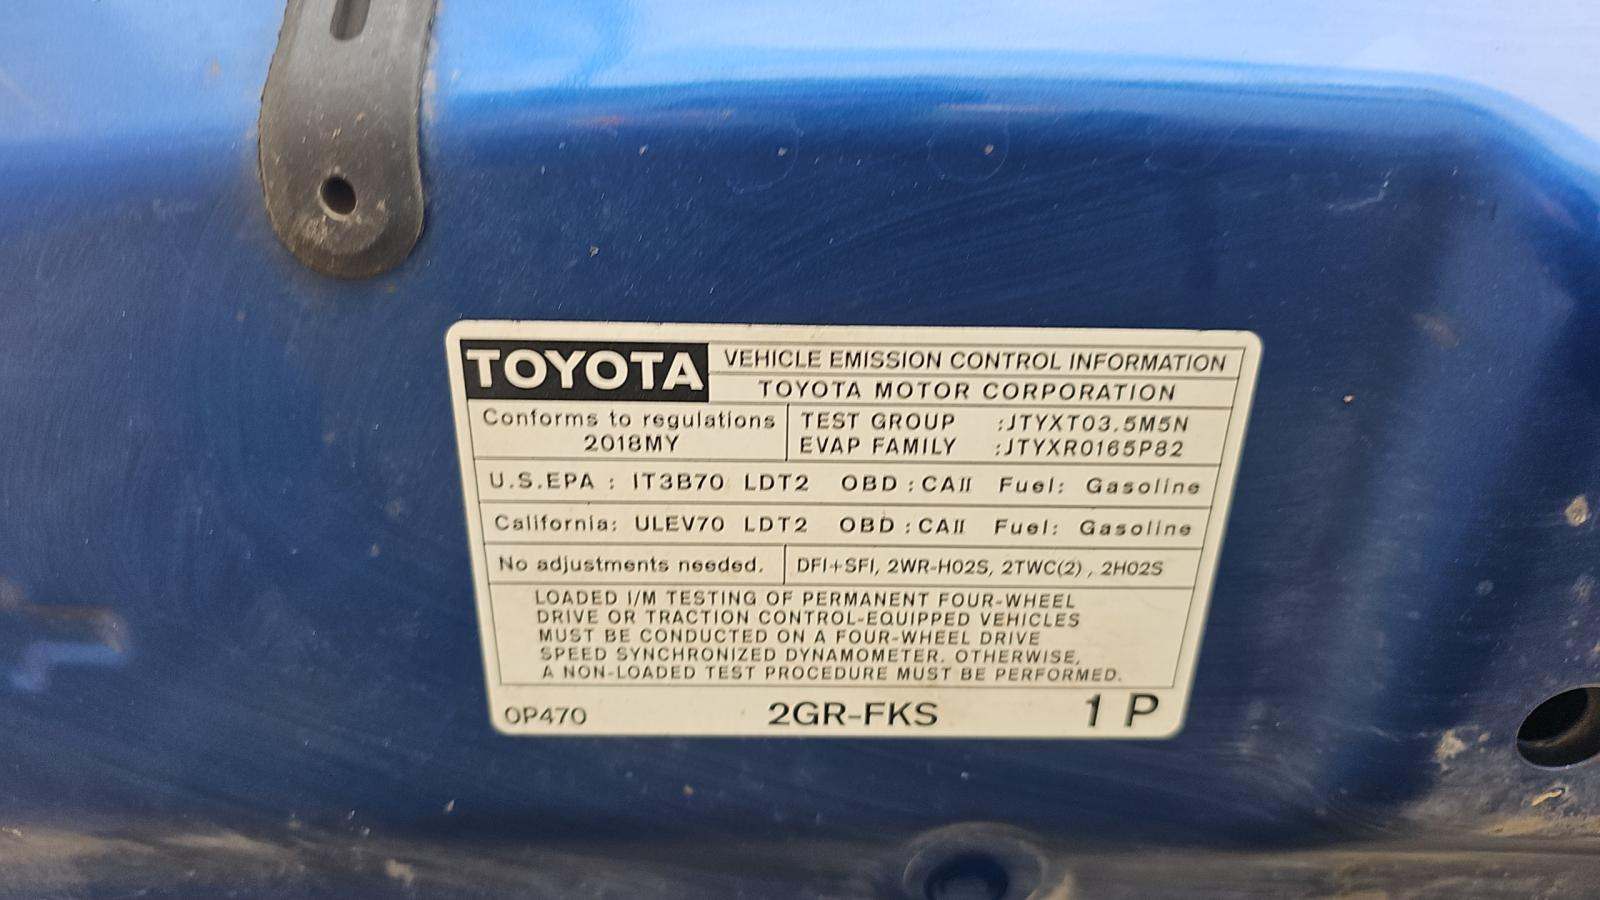 TOYOTA VEHICLE EMISSION CONTROL INFORMATION
TOYOTA MOTOR CORPORATION
Conforms to regulations
2018MY
TEST GROUP :JTYXT03.5M5N
EVAP FAMILY :JTYXR0165P82
U.S.EPA : IT3B70 LDT2 OBD : CAII Fuel: Gasoline
California: ULEV70 LDT2 OBD : CAII Fuel: Gasoline
No adjustments needed. DFI+SFI, 2WR-HO2S, 2TWC(2), 2HO2S
LOADED I/M TESTING OF PERMANENT FOUR-WHEEL
DRIVE OR TRACTION CONTROL-EQUIPPED VEHICLES
MUST BE CONDUCTED ON A FOUR-WHEEL DRIVE
SPEED SYNCHRONIZED DYNAMOMETER. OTHERWISE,
A NON-LOADED TEST PROCEDURE MUST BE PERFORMED.
OP470 2GR-FKS 1 P